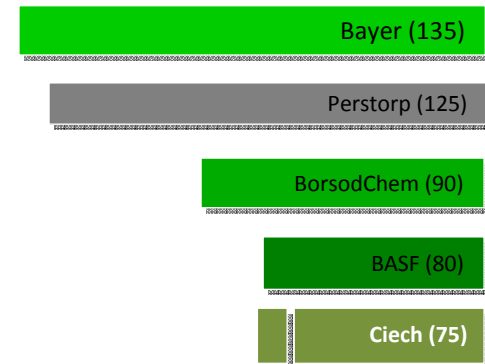 Bayer (135)
Perstorp (125)
BorsodChem (90)
BASF (80)
Ciech (75)